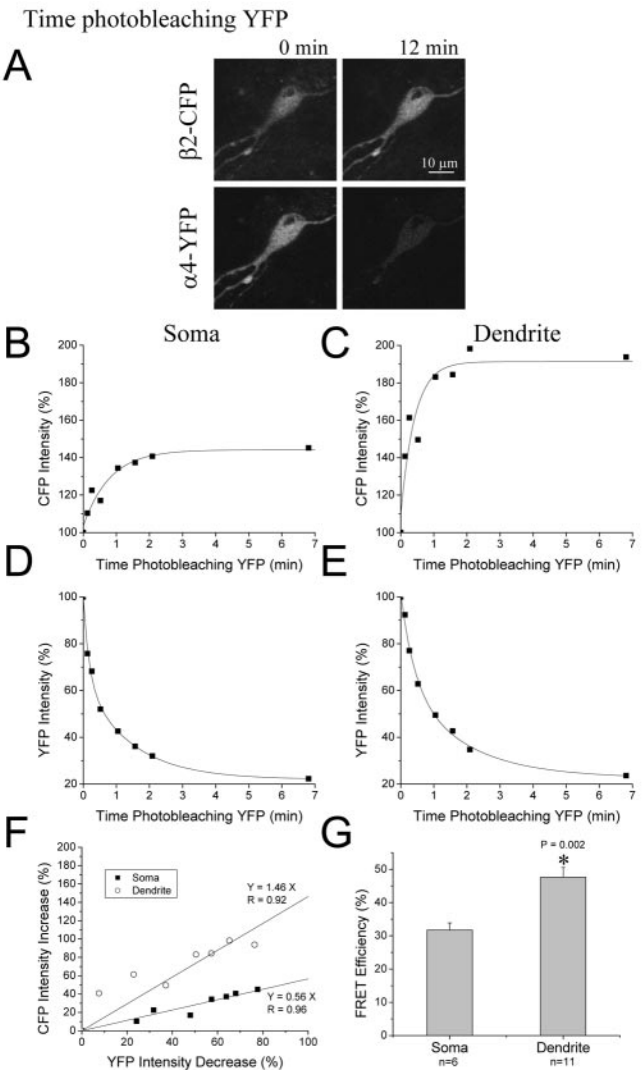 Time photobleaching YFP
0 min 12 min
A
β2-CFP
10 μm
α4-YFP
B Soma
C Dendrite
200
180
160
140
120
100
CFP Intensity (%)
0 1 2 3 4 5 6 7
Time Photobleaching YFP (min)
200
180
160
140
120
100
CFP Intensity (%)
0 1 2 3 4 5 6 7
Time Photobleaching YFP (min)
D
100
80
60
40
20
YFP Intensity (%)
0 1 2 3 4 5 6 7
Time Photobleaching YFP (min)
E
100
80
60
40
20
YFP Intensity (%)
0 1 2 3 4 5 6 7
Time Photobleaching YFP (min)
F
200
180
160
140
120
100
80
60
40
20
0
CFP Intensity Increase (%)
Soma
Dendrite
Y = 1.46 X
R = 0.92
Y = 0.56 X
R = 0.96
0 20 40 60 80 100
YFP Intensity Decrease (%)
G
P = 0.002
*
50
40
30
20
10
0
FRET Efficiency (%)
Soma Dendrite
n=6 n=11